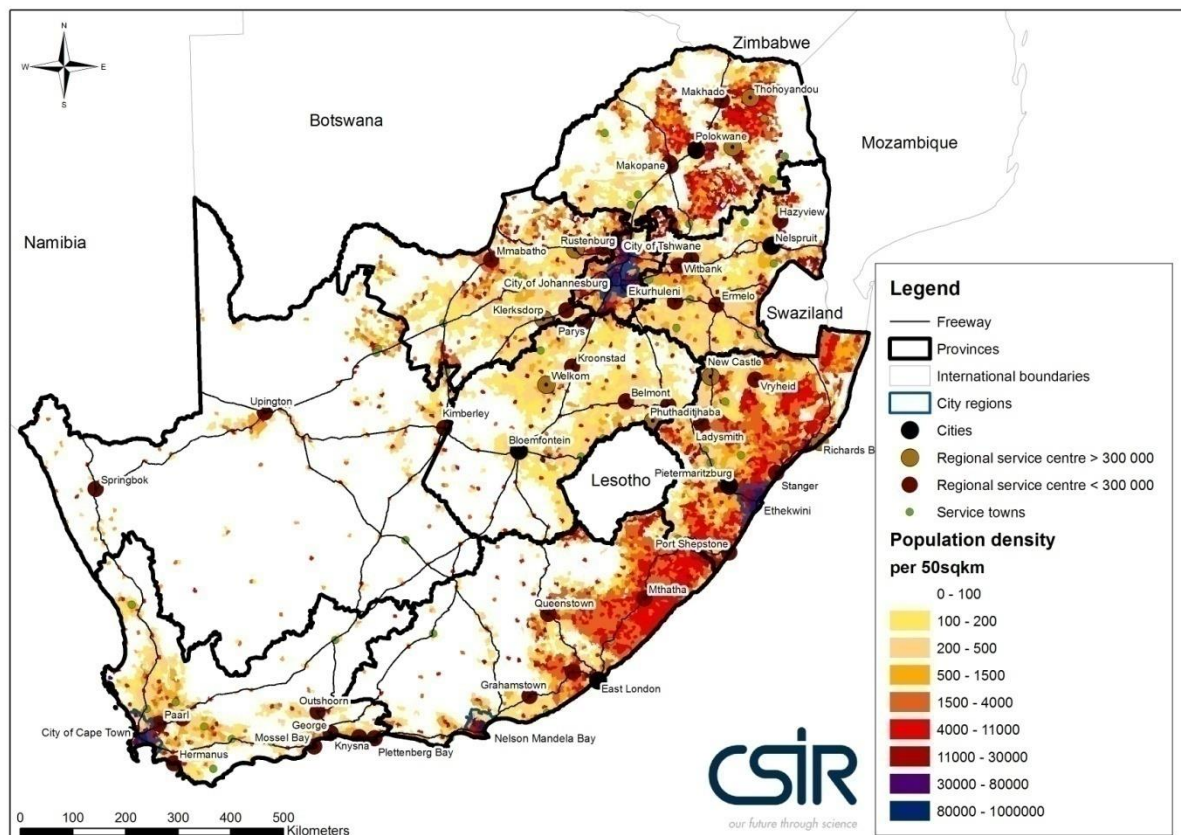 N
W E
S
Zimbabwe
Botswana
Mozambique
Namibia
Makhado
Thohoyandou
Polokwane
Makopane
Hazyview
Nelspruit
Mmabatho
Rustenburg
City of Tshwane
Witbank
City of Johannesburg
Ekurhuleni
Ermelo
Swaziland
Klerksdorp
Parys
Kroonstad
New Castle
Welkom
Vryheid
Belmont
Upington
Kimberley
Phuthaditjhaba
Ladysmith
Bloemfontein
Richards B
Lesotho
Pietermaritzburg
Springbok
Stanger
Ethekwini
Port Shepstone
Mthatha
Queenstown
Grahamstown
East London
Outshoorn
Paarl
George
City of Cape Town
Mossel Bay
Knysna
Plettenberg Bay
Nelson Mandela Bay
Hermanus
0 100 200 300 400 500
Kilometers
CSIR
our future through science
Legend
Freeway
Provinces
International boundaries
City regions
Cities
Regional service centre > 300 000
Regional service centre < 300 000
Service towns
Population density
per 50sqkm
0 - 100
100 - 200
200 - 500
500 - 1500
1500 - 4000
4000 - 11000
11000 - 30000
30000 - 80000
80000 - 1000000